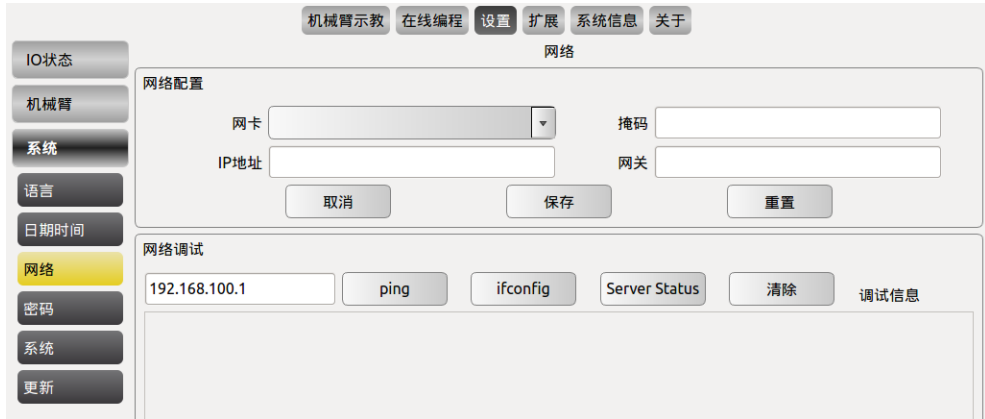 机械臂示教 在线编程 设置 扩展 系统信息 关于
网络
IO状态
机械臂
系统
语言
日期时间
网络
密码
系统
更新
网络配置
网卡 掩码
IP地址 网关
取消 保存 重置
网络调试
192.168.100.1 ping ifconfig Server Status 清除 调试信息